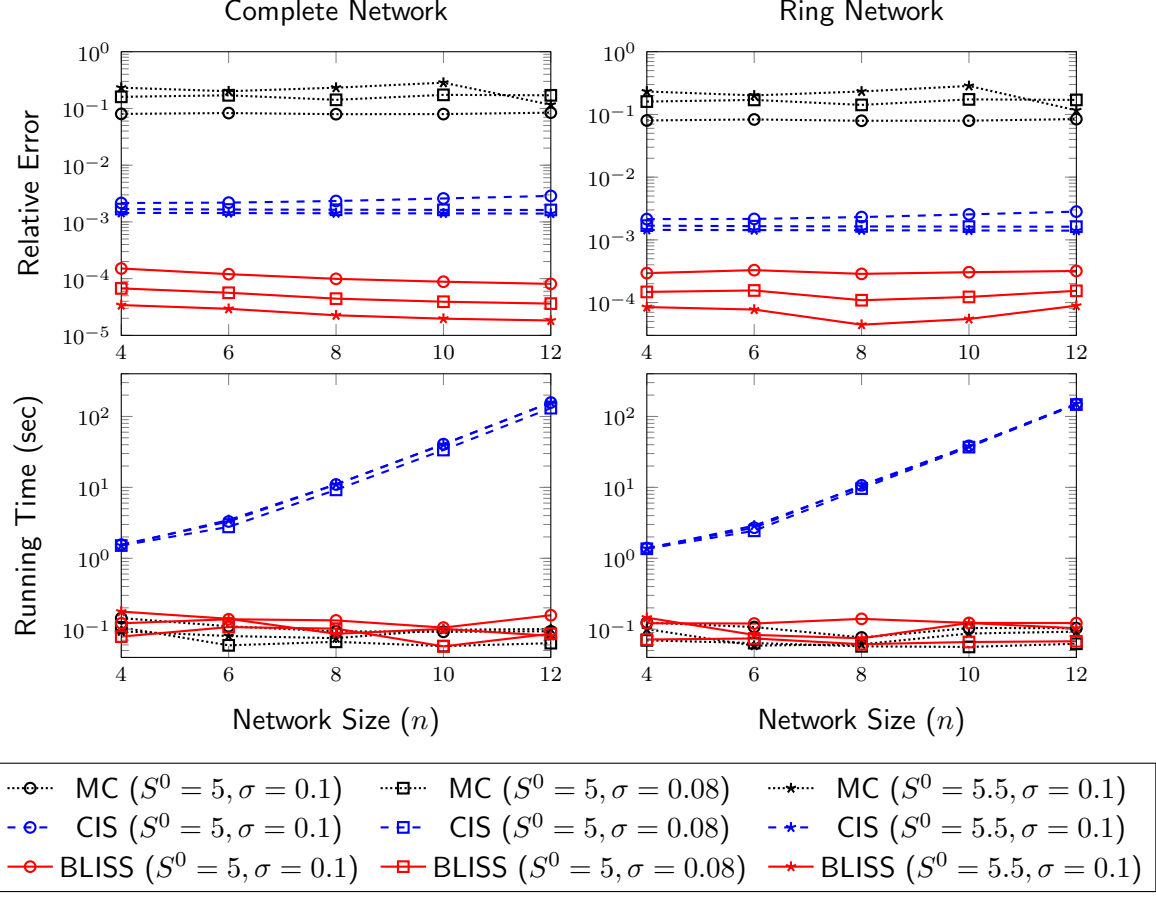 Complete Network
Ring Network
Relative Error
10^0
10^−1
10^−2
10^−3
10^−4
10^−5
4 6 8 10 12
10^0
10^−1
10^−2
10^−3
10^−4
4 6 8 10 12
Running Time (sec)
10^2
10^1
10^0
10^−1
4 6 8 10 12
10^2
10^1
10^0
10^−1
4 6 8 10 12
Network Size (n)
Network Size (n)
MC (S^0 = 5, σ = 0.1) MC (S^0 = 5, σ = 0.08) MC (S^0 = 5.5, σ = 0.1)
CIS (S^0 = 5, σ = 0.1) CIS (S^0 = 5, σ = 0.08) CIS (S^0 = 5.5, σ = 0.1)
BLISS (S^0 = 5, σ = 0.1) BLISS (S^0 = 5, σ = 0.08) BLISS (S^0 = 5.5, σ = 0.1)